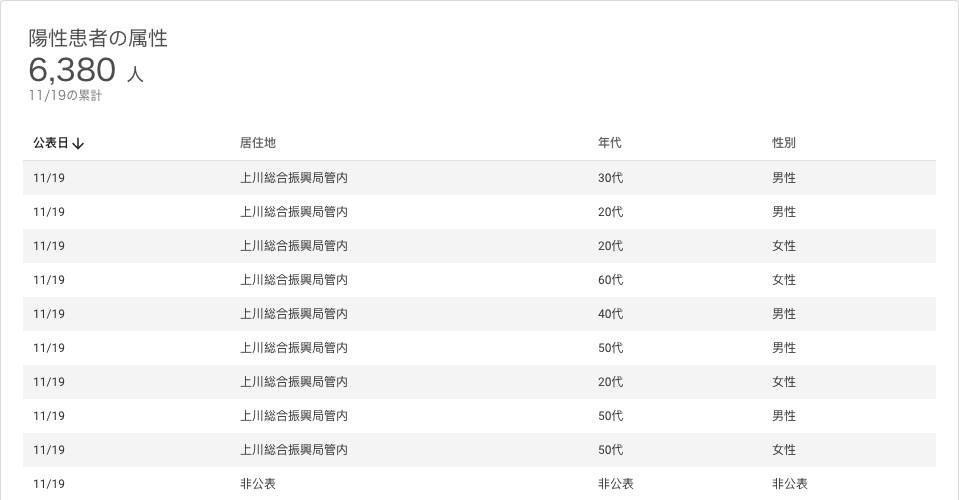 陽性患者の属性
6,380 人
11/19の累計
公表日↓ 居住地 年代 性別
11/19 上川総合振興局管内 30代 男性
11/19 上川総合振興局管内 20代 男性
11/19 上川総合振興局管内 20代 女性
11/19 上川総合振興局管内 60代 女性
11/19 上川総合振興局管内 40代 男性
11/19 上川総合振興局管内 50代 男性
11/19 上川総合振興局管内 20代 女性
11/19 上川総合振興局管内 50代 男性
11/19 上川総合振興局管内 50代 女性
11/19 非公表 非公表 非公表